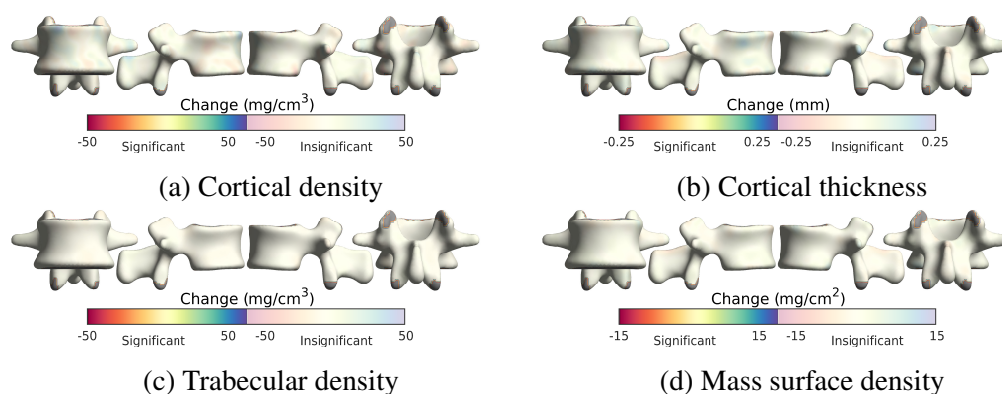 Change (mg/cm³)
-50 Significant 50 -50 Insignificant 50
(a) Cortical density
Change (mm)
-0.25 Significant 0.25 -0.25 Insignificant 0.25
(b) Cortical thickness
Change (mg/cm³)
-50 Significant 50 -50 Insignificant 50
(c) Trabecular density
Change (mg/cm²)
-15 Significant 15 -15 Insignificant 15
(d) Mass surface density